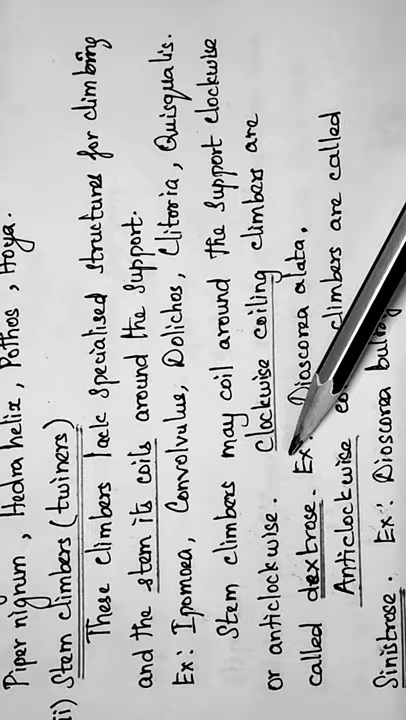 Piper nignum, Hedra helix, Pothos, Hoya.
ii) Stem climbers (twiners)
These climbers lack specialised structures for climbing
and the stem its coils around the support.
Ex: Ipomoea, Convolvulus, Dolichos, Clitoria, Quisqualis.
Stem climbers may coil around the support clockwise
or anticlockwise. Clockwise coiling climbers are
called dextrose. Ex: Dioscorea alata.
Anticlockwise climbers are called
Sinistrose. Ex: Dioscorea